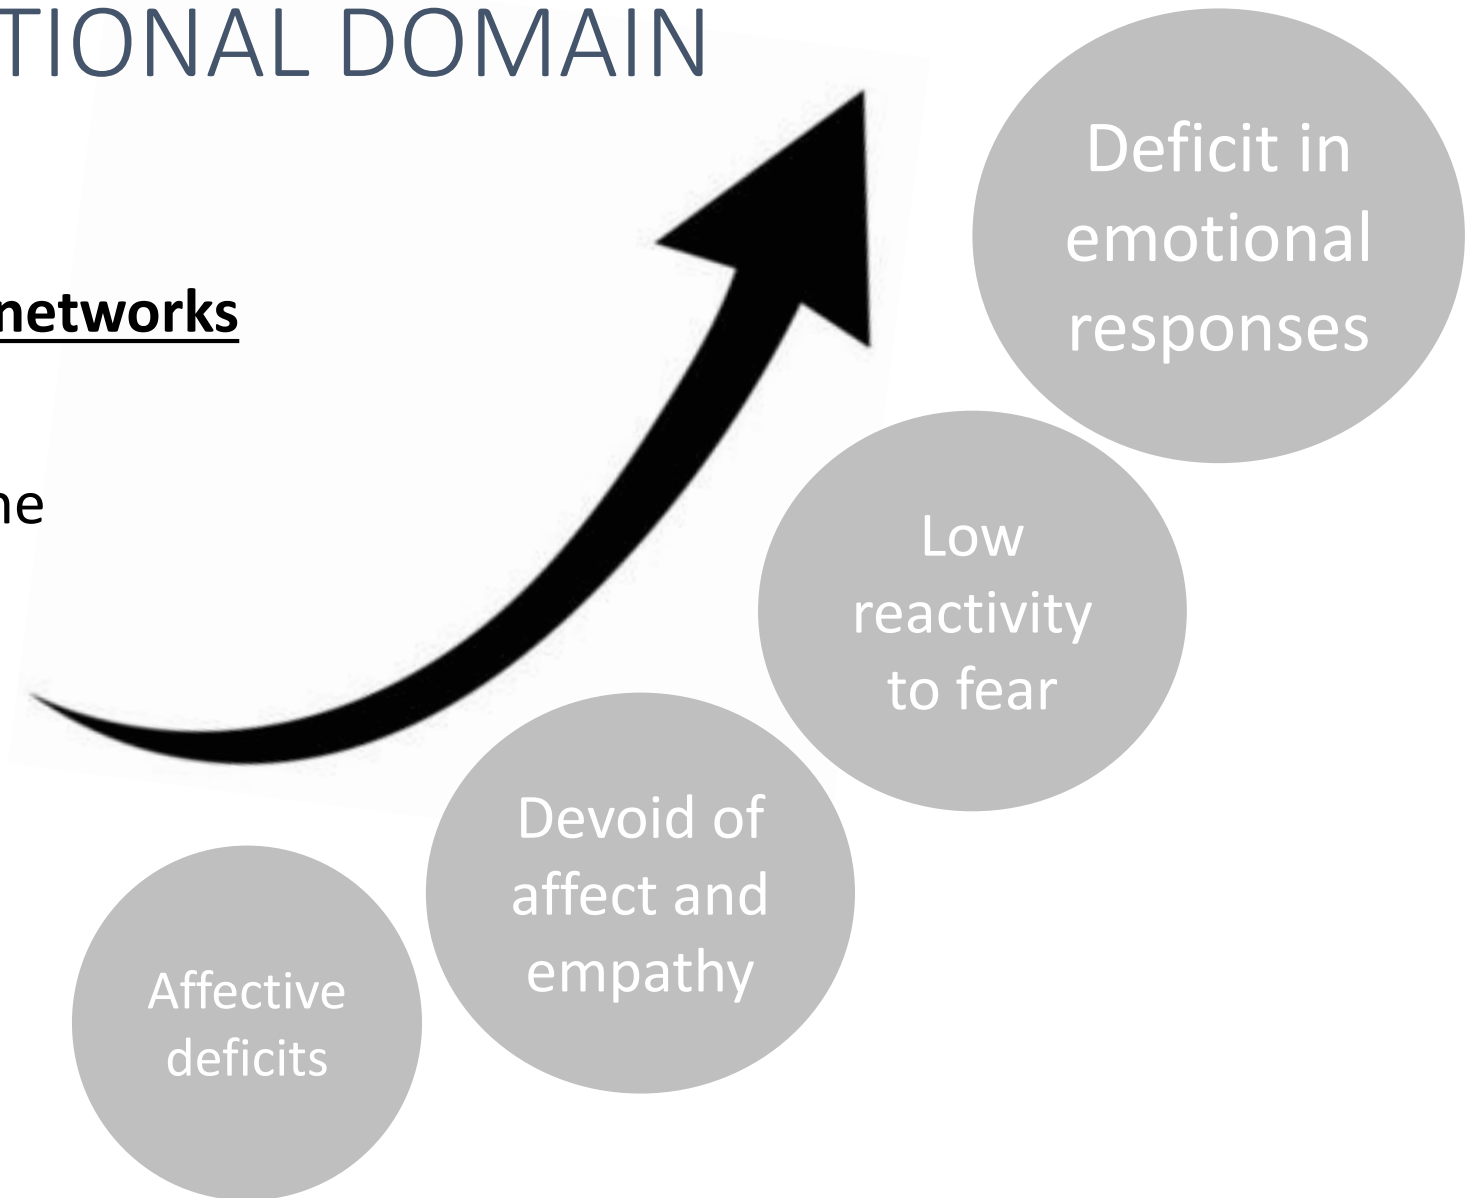 TIONAL DOMAIN
networks
ne
Deficit in
emotional
responses
Low
reactivity
to fear
Devoid of
affect and
empathy
Affective
deficits